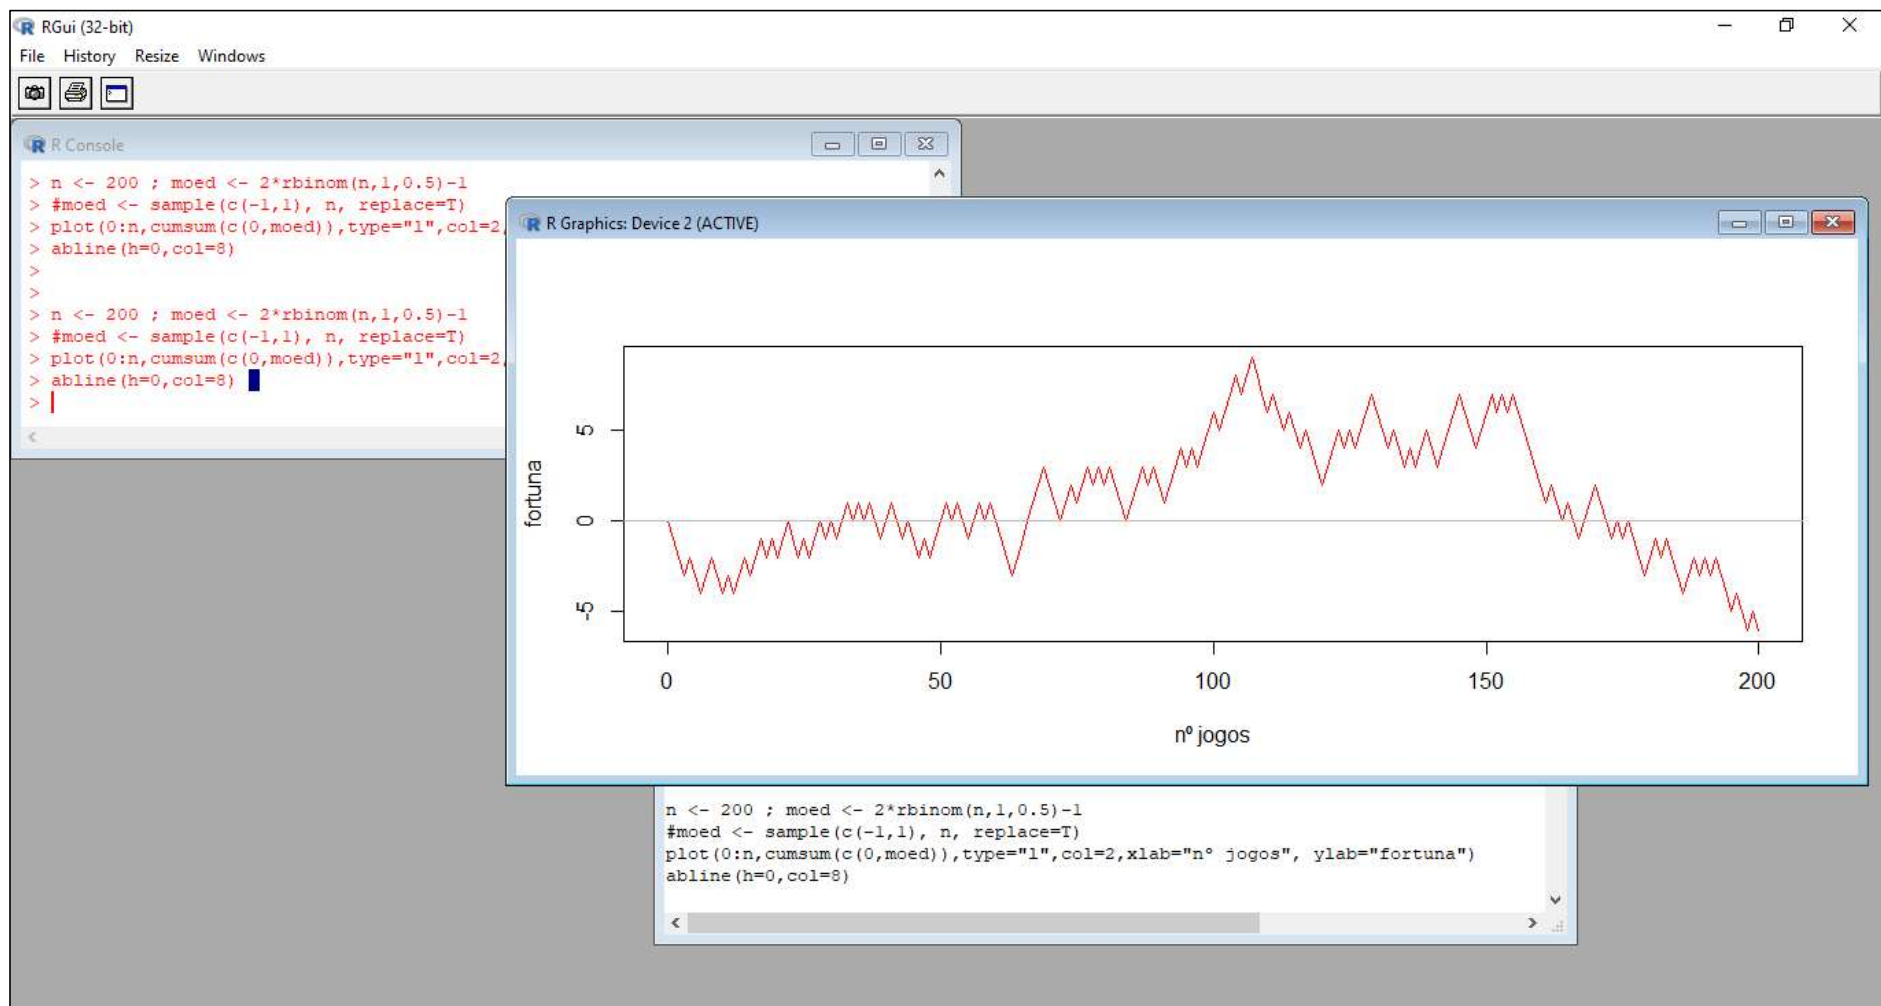 RGui (32-bit)
File History Resize Windows
R Console
> n <- 200 ; moed <- 2*rbinom(n,1,0.5)-1
> #moed <- sample(c(-1,1), n, replace=T)
> plot(0:n,cumsum(c(0,moed)),type="l",col=2,
> abline(h=0,col=8)
>
>
> n <- 200 ; moed <- 2*rbinom(n,1,0.5)-1
> #moed <- sample(c(-1,1), n, replace=T)
> plot(0:n,cumsum(c(0,moed)),type="l",col=2,
> abline(h=0,col=8)
>
R Graphics: Device 2 (ACTIVE)
fortuna
5
0
-5
0 50 100 150 200
nº jogos
n <- 200 ; moed <- 2*rbinom(n,1,0.5)-1
#moed <- sample(c(-1,1), n, replace=T)
plot(0:n,cumsum(c(0,moed)),type="l",col=2,xlab="nº jogos", ylab="fortuna")
abline(h=0,col=8)